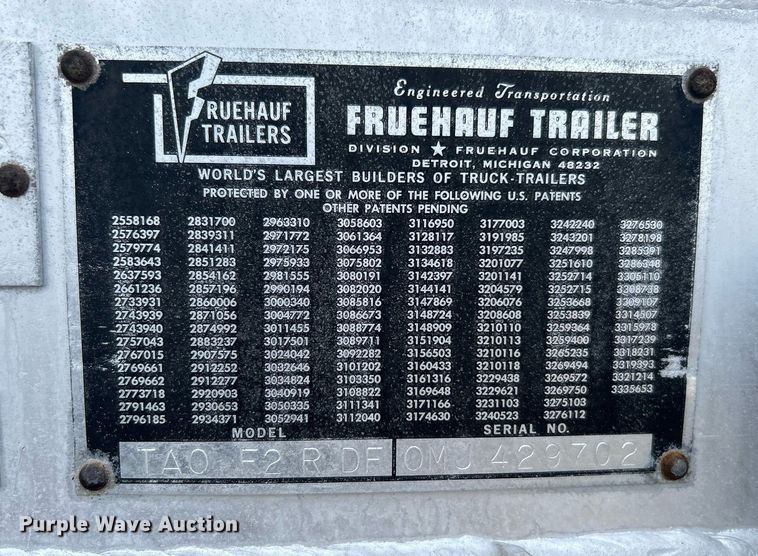 FRUEHAUF
TRAILERS
Engineered Transportation
FRUEHAUF TRAILER
DIVISION ★ FRUEHAUF CORPORATION
DETROIT, MICHIGAN 48232
WORLD'S LARGEST BUILDERS OF TRUCK-TRAILERS
PROTECTED BY ONE OR MORE OF THE FOLLOWING U.S. PATENTS
OTHER PATENTS PENDING
2558168 2831700 2963310 3058603 3116950 3177003 3242240 3276530
2576397 2839311 2971772 3061364 3128117 3191985 3243201 3278198
2579774 2841411 2972175 3066953 3132883 3197235 3247998 3285391
2583643 2851283 2975933 3075802 3134618 3201077 3251610 3286348
2637593 2854162 2981555 3080191 3142397 3201141 3252714 3305110
2661236 2857196 2990194 3082020 3144141 3204579 3252715 3308738
2733931 2860006 3000340 3085816 3147869 3206076 3253668 3309107
2743939 2871056 3004772 3086673 3148724 3208608 3253839 3314507
2743940 2874992 3011455 3088774 3148909 3210110 3259364 3315978
2757043 2883237 3017501 3089711 3151904 3210113 3259400 3317239
2767015 2907575 3024042 3092282 3156503 3210116 3265235 3318231
2769661 2912252 3032646 3101202 3160433 3210118 3269494 3319393
2769662 2912277 3034824 3103350 3161316 3229438 3269572 3321214
2773718 2920903 3040919 3108822 3169648 3229621 3269750 3335653
2791463 2930653 3050335 3111341 3171166 3231103 3275103
2796185 2934371 3052941 3112040 3174630 3240523 3276112
MODEL SERIAL NO.
TAO F2 R DF OMJ 429702
Purple Wave Auction